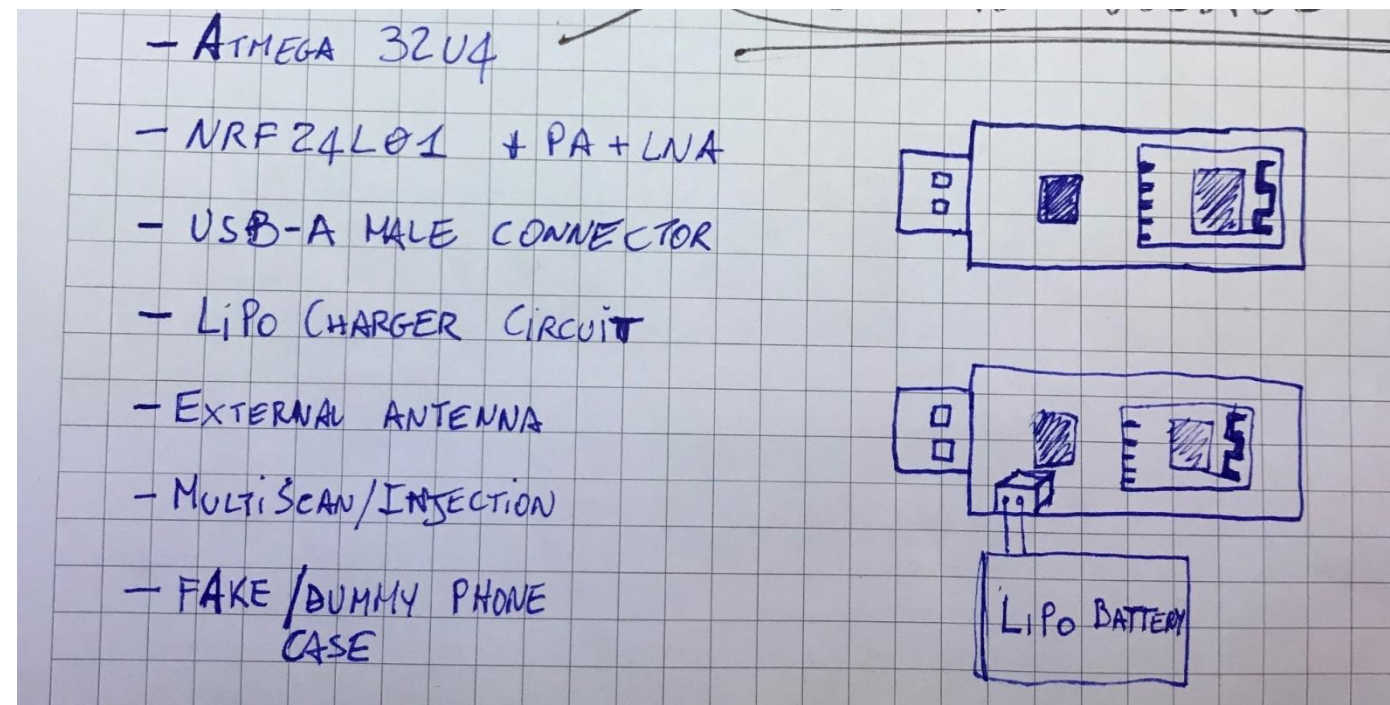 - ATMEGA 32U4
- NRF24L01 + PA + LNA
- USB-A MALE CONNECTOR
- LiPo CHARGER CiRCUiT
- EXTERNAL ANTENNA
- MULTiSCAN/INJECTION
- FAKE/DUMMY PHONE
CASE
LiPo BATTERY